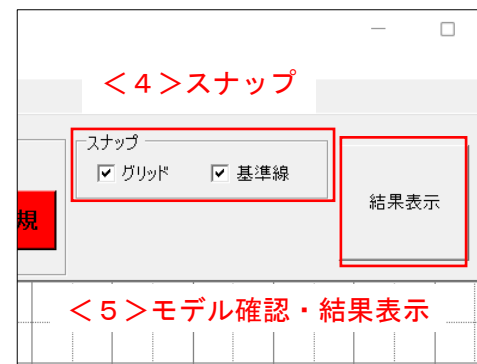 ＜４＞スナップ
スナップ
グリッド 基準線
結果表示
規
＜５＞モデル確認・結果表示